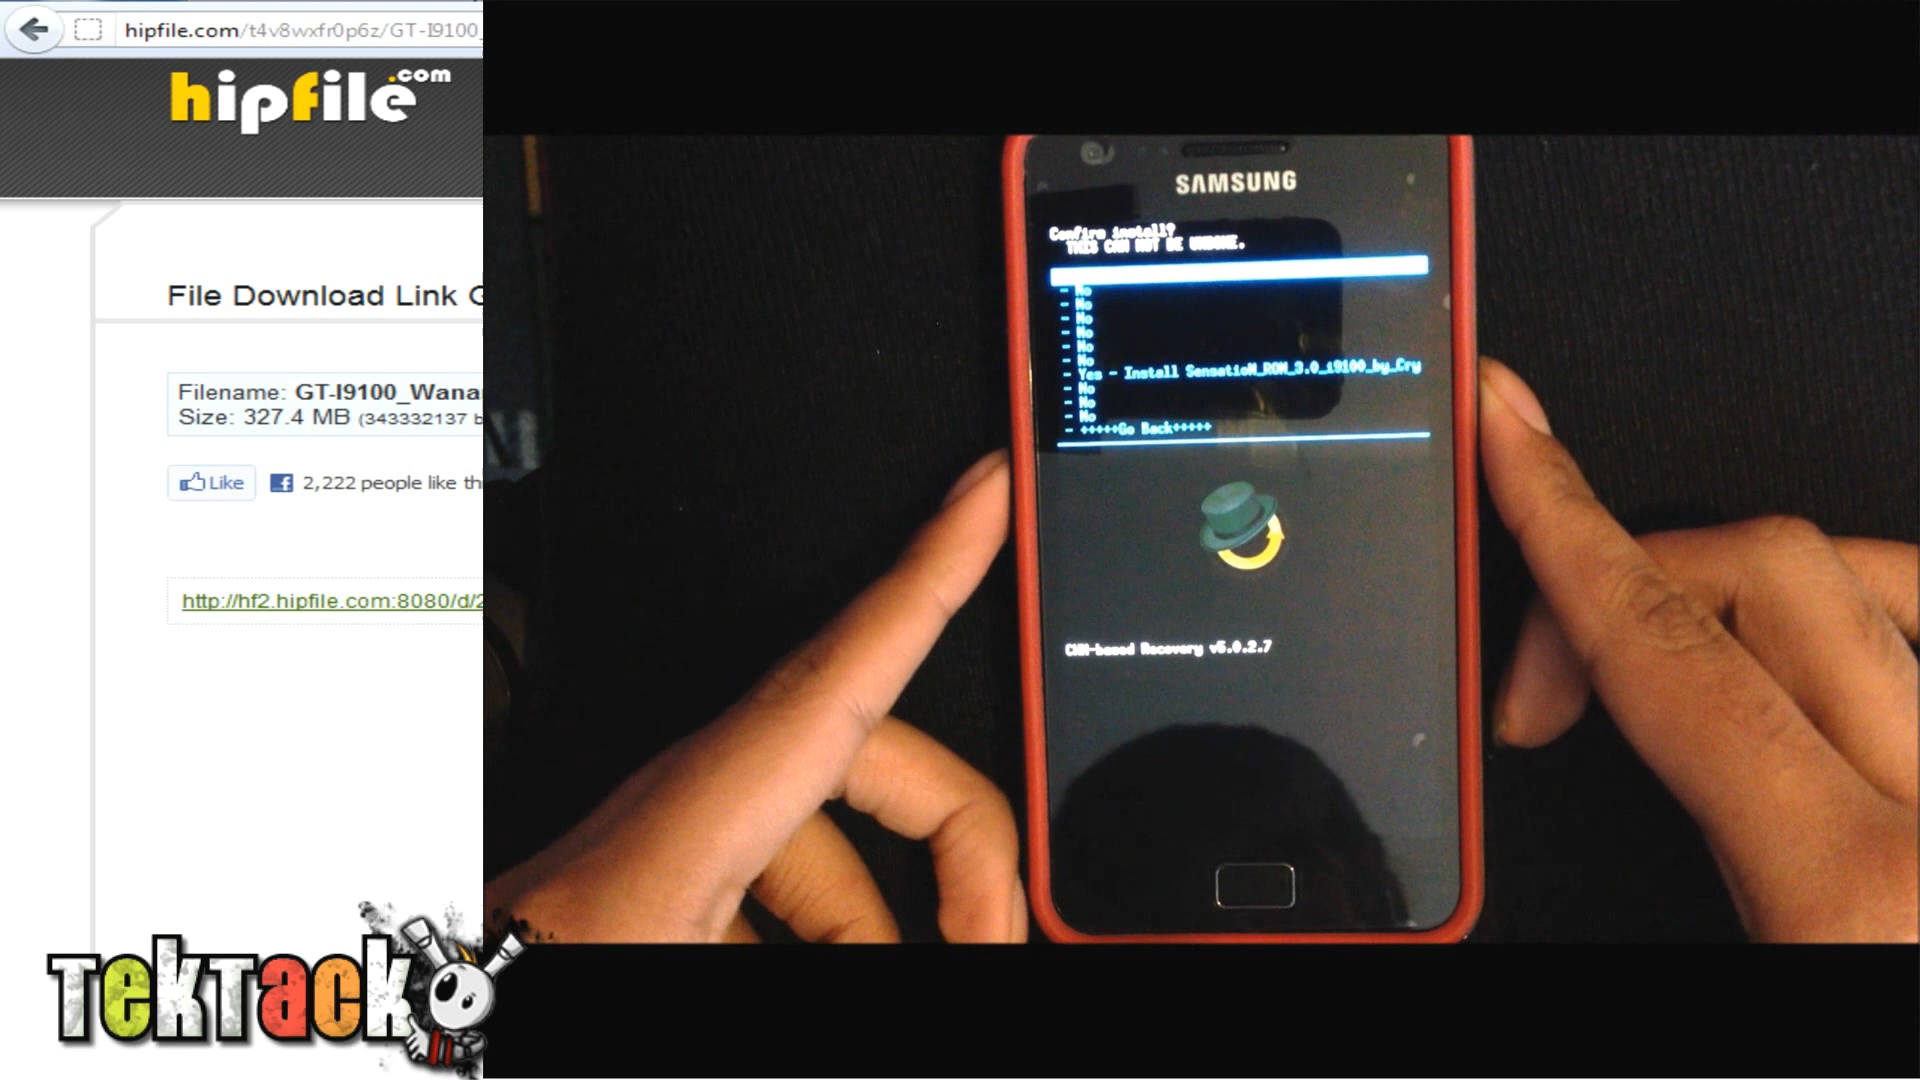 hipfile.com/t4v8wxfr0p6z/GT-I9100_
hipfile.com
File Download Link
Filename: GT-I9100_Wana
Size: 327.4 MB (343332137 b
Like
2,222 people like thi
http://hf2.hipfile.com:8080/d/2
TekTack
SAMSUNG
Confirm install?
THIS CAN NOT BE UNDONE.
- No
- No
- No
- No
- No
- No
- Yes - Install SensatioN_ROM_3.0_i9100_by_Cry
- No
- No
- No
- +++++Go Back+++++
CWM-based Recovery v5.0.2.7